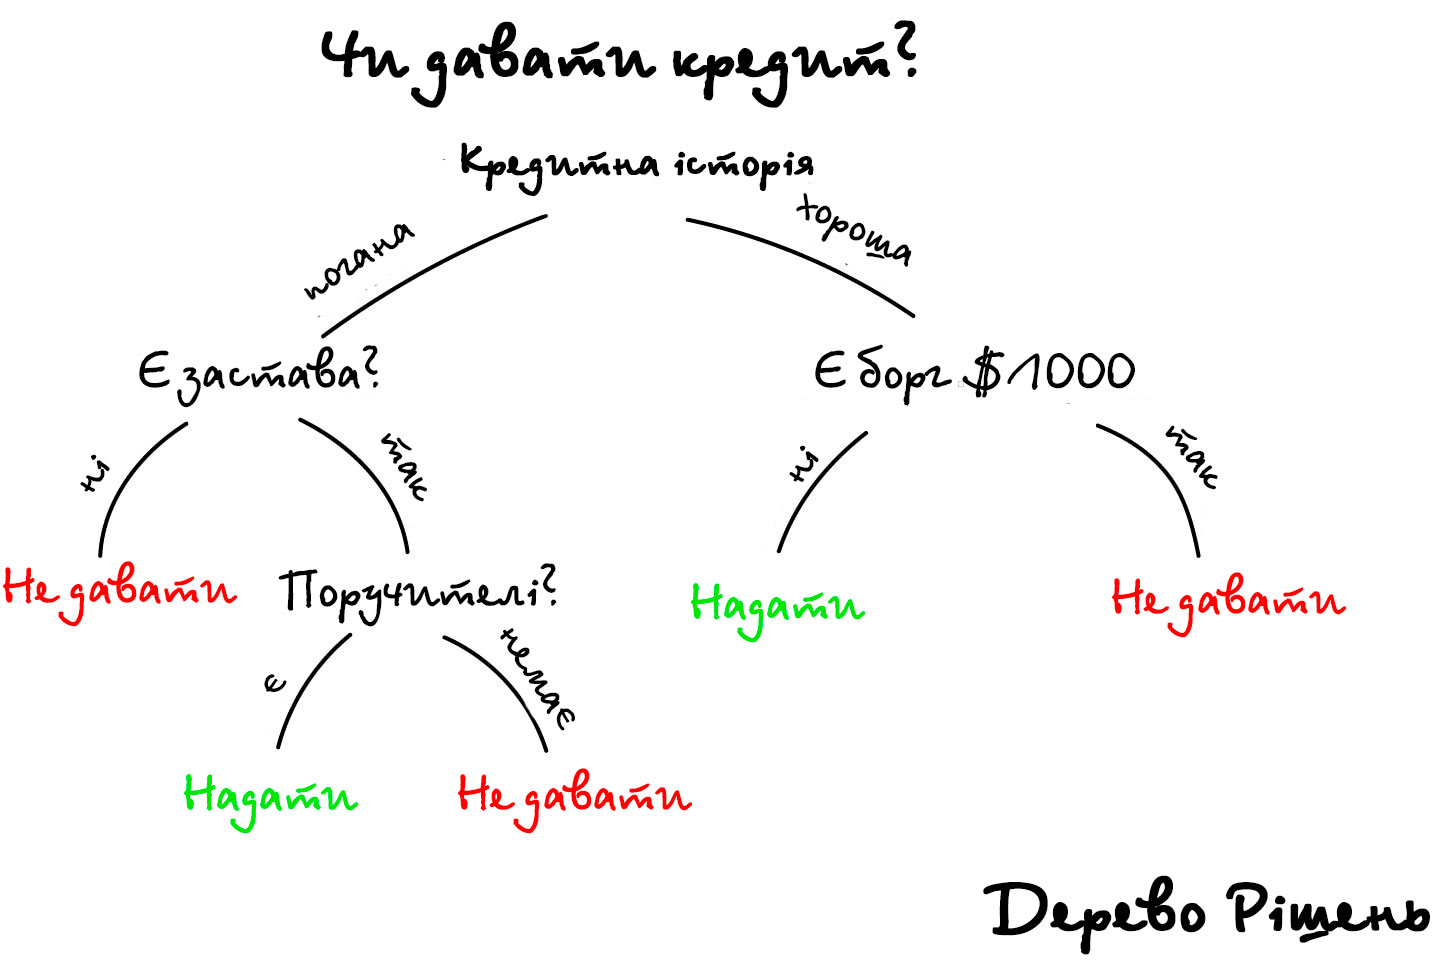 Чи давати кредит?
Кредитна історія
погана
хороша
Є застава?
Є борг $1000
ні
так
ні
так
Не давати
Поручителі?
Надати
Не давати
є
немає
Надати
Не давати
Дерево Рішень